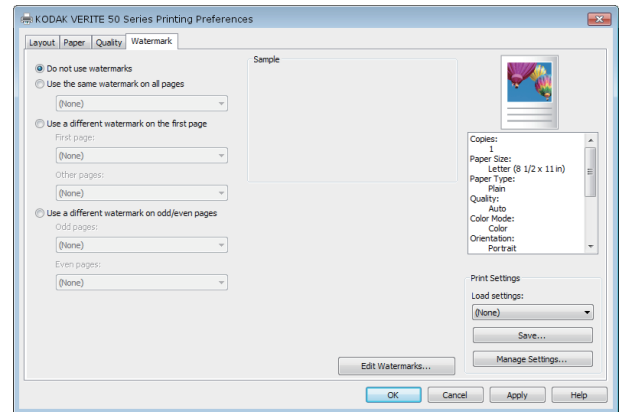 KODAK VERITE 50 Series Printing Preferences
Layout Paper Quality Watermark
Do not use watermarks
Use the same watermark on all pages
(None)
Use a different watermark on the first page
First page:
(None)
Other pages:
(None)
Use a different watermark on odd/even pages
Odd pages:
(None)
Even pages:
(None)
Sample
Edit Watermarks...
Copies:
1
Paper Size:
Letter (8 1/2 x 11 in)
Paper Type:
Plain
Quality:
Auto
Color Mode:
Color
Orientation:
Portrait
Print Settings
Load settings:
(None)
Save...
Manage Settings...
OK Cancel Apply Help